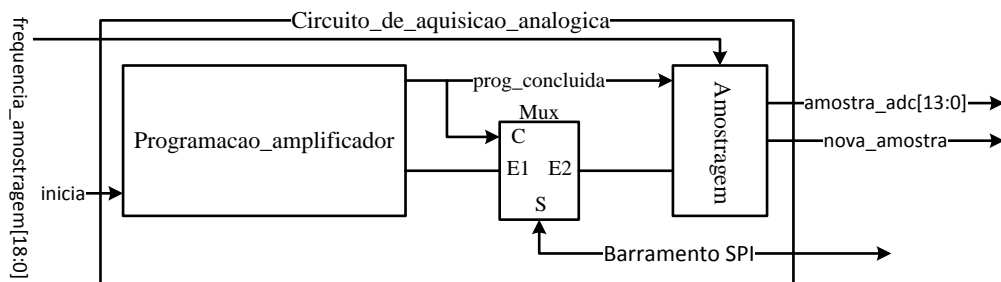 Circuito_de_aquisicao_analogica
frequencia_amostragem[18:0]
prog_concluida
amostra_adc[13:0]
Mux
Programacao_amplificador
C
Amostragem
nova_amostra
E1
E2
inicia
S
Barramento SPI